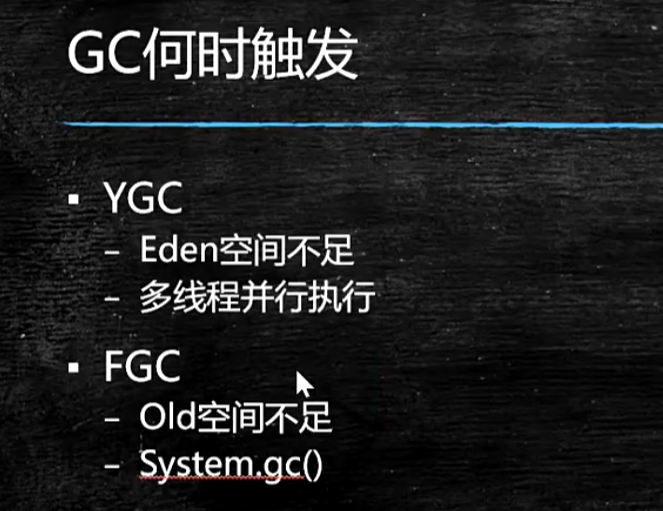 GC何时触发
▪ YGC
– Eden空间不足
– 多线程并行执行
▪ FGC
– Old空间不足
– System.gc()